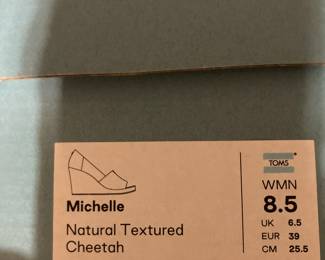 Michelle
Natural Textured
Cheetah
TOMS
WMN
8.5
UK 6.5
EUR 39
CM 25.5